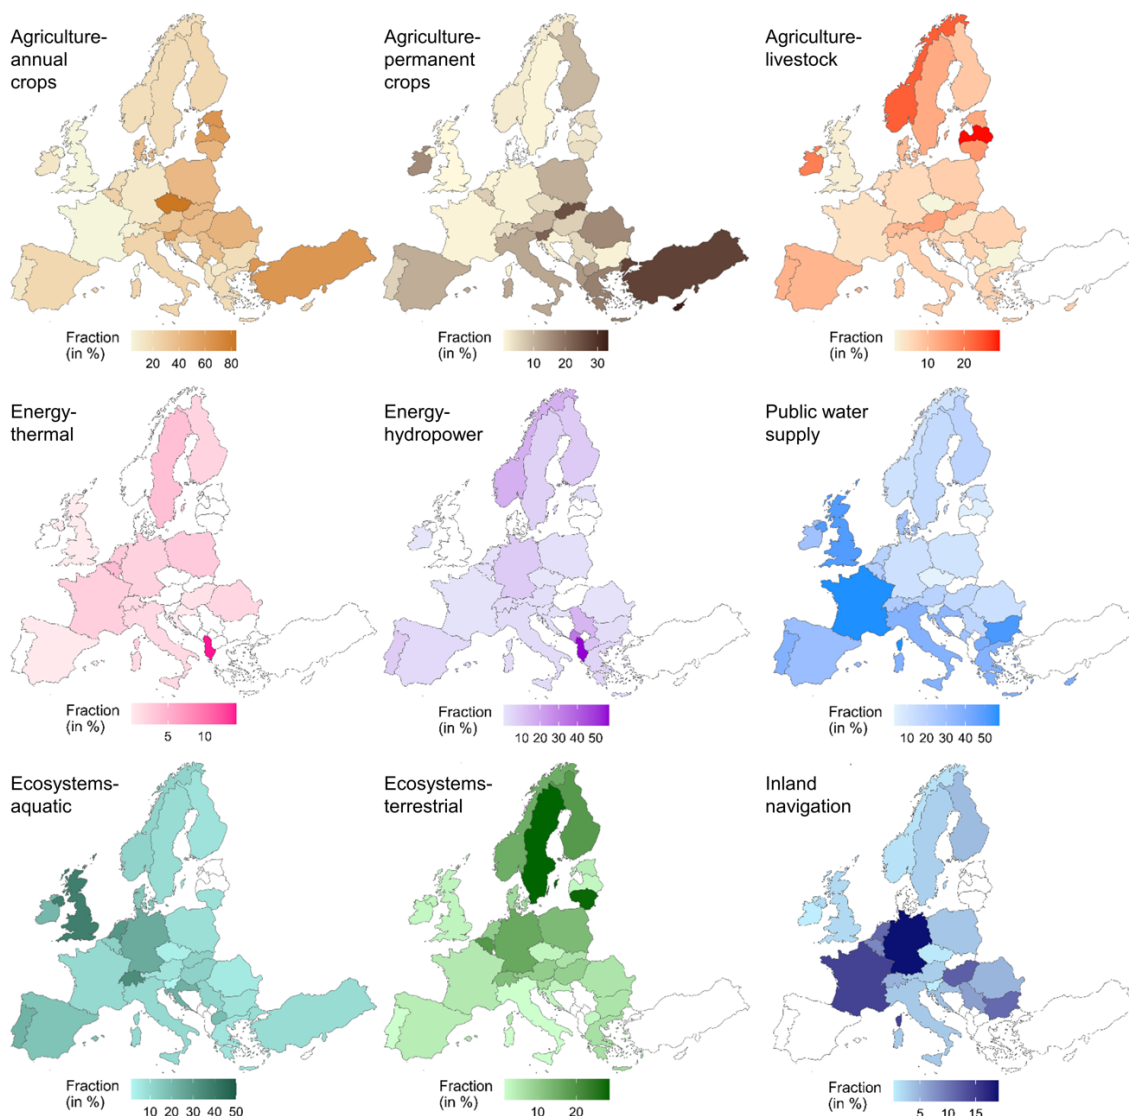 Agriculture-
annual
crops
Fraction
(in %)
20 40 60 80
Agriculture-
permanent
crops
Fraction
(in %)
10 20 30
Agriculture-
livestock
Fraction
(in %)
10 20
Energy-
thermal
Fraction
(in %)
5 10
Energy-
hydropower
Fraction
(in %)
10 20 30 40 50
Public water
supply
Fraction
(in %)
10 20 30 40 50
Ecosystems-
aquatic
Fraction
(in %)
10 20 30 40 50
Ecosystems-
terrestrial
Fraction
(in %)
10 20
Inland
navigation
Fraction
(in %)
5 10 15